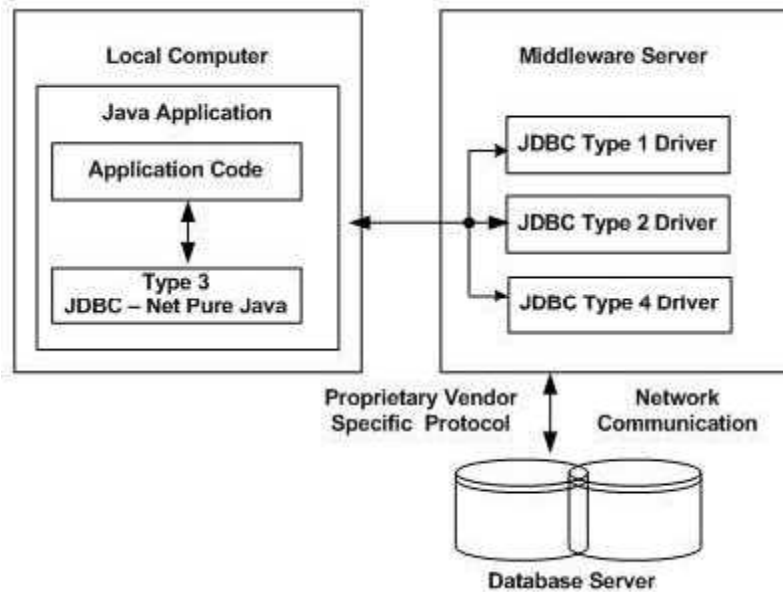 Local Computer
Java Application
Application Code
Type 3
JDBC – Net Pure Java
Middleware Server
JDBC Type 1 Driver
JDBC Type 2 Driver
JDBC Type 4 Driver
Proprietary Vendor
Specific Protocol
Network
Communication
Database Server